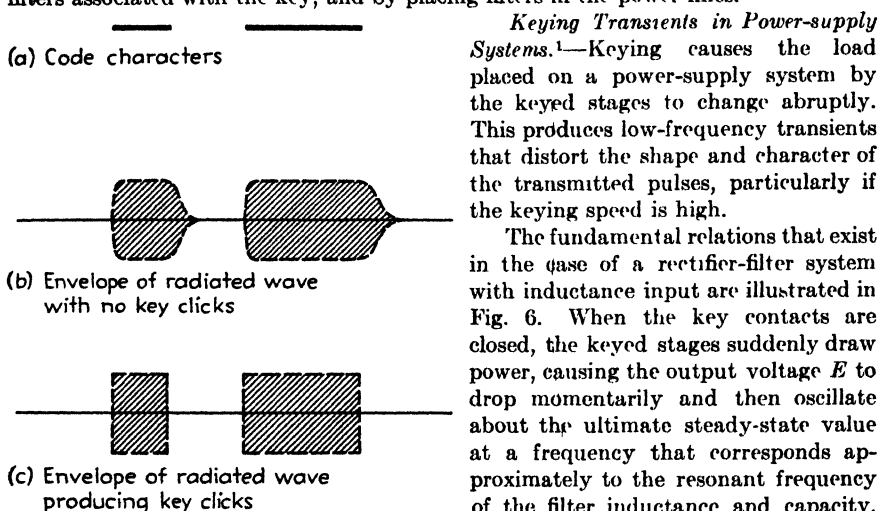 filters associated with the key, and by placing filters in the power lines.
(a) Code characters
(b) Envelope of radiated wave
with no key clicks
(c) Envelope of radiated wave
producing key clicks
Keying Transients in Power-supply
Systems.¹—Keying causes the load
placed on a power-supply system by
the keyed stages to change abruptly.
This produces low-frequency transients
that distort the shape and character of
the transmitted pulses, particularly if
the keying speed is high.
The fundamental relations that exist
in the case of a rectifier-filter system
with inductance input are illustrated in
Fig. 6. When the key contacts are
closed, the keyed stages suddenly draw
power, causing the output voltage E to
drop momentarily and then oscillate
about the ultimate steady-state value
at a frequency that corresponds ap-
proximately to the resonant frequency
of the filter inductance and capacity.